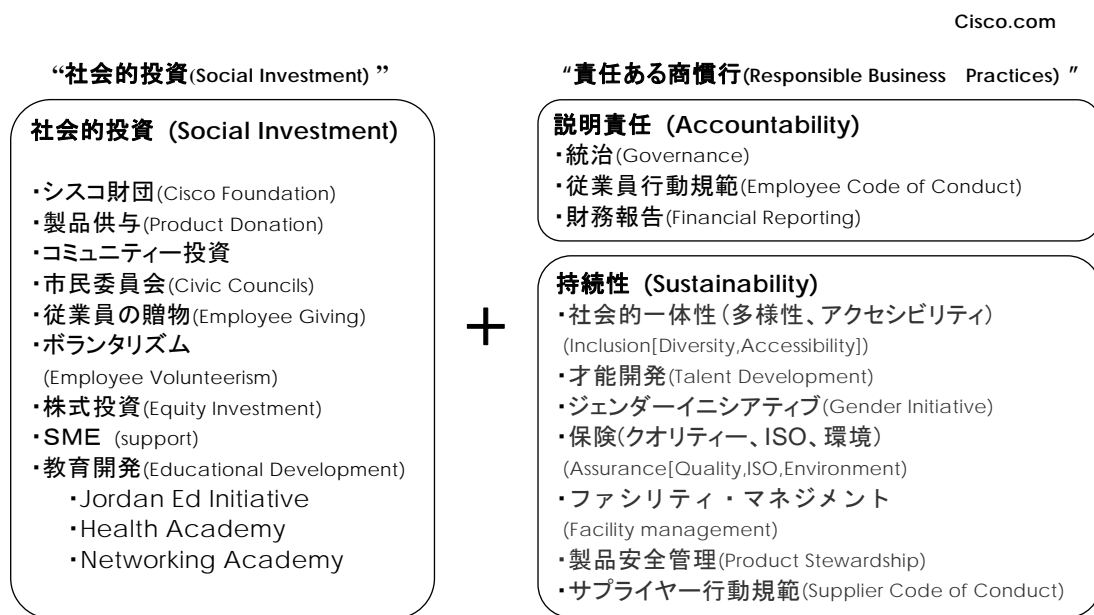 Cisco.com
“社会的投資(Social Investment) ”
社会的投資 (Social Investment)
・シスコ財団(Cisco Foundation)
・製品供与(Product Donation)
・コミュニティー投資
・市民委員会(Civic Councils)
・従業員の贈物(Employee Giving)
・ボランタリズム
(Employee Volunteerism)
・株式投資(Equity Investment)
・SME (support)
・教育開発(Educational Development)
・Jordan Ed Initiative
・Health Academy
・Networking Academy
+
“責任ある商慣行(Responsible Business Practices) ”
説明責任 (Accountability)
・統治(Governance)
・従業員行動規範(Employee Code of Conduct)
・財務報告(Financial Reporting)
持続性 (Sustainability)
・社会的一体性(多様性、アクセシビリティ)
(Inclusion[Diversity,Accessibility])
・才能開発(Talent Development)
・ジェンダーイニシアティブ(Gender Initiative)
・保険(クオリティー、ISO、環境)
(Assurance[Quality,ISO,Environment)
・ファシリティ・マネジメント
(Facility management)
・製品安全管理(Product Stewardship)
・サプライヤー行動規範(Supplier Code of Conduct)